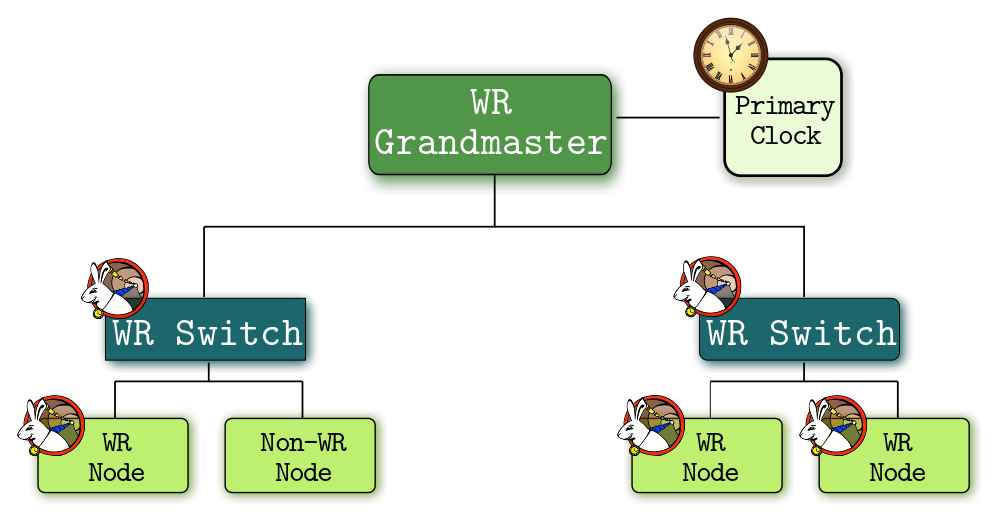 WR
Grandmaster
Primary
Clock
WR Switch
WR Switch
WR
Node
Non-WR
Node
WR
Node
WR
Node